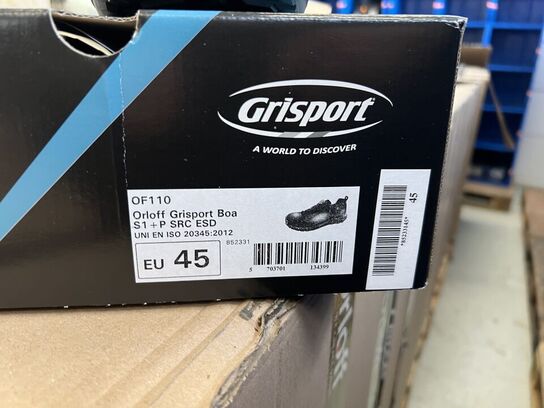 Grisport
A WORLD TO DISCOVER
OF110
Orloff Grisport Boa
S1+P SRC ESD
UNI EN ISO 20345:2012
852331
EU 45
5 703701 134399
45
*85233145*